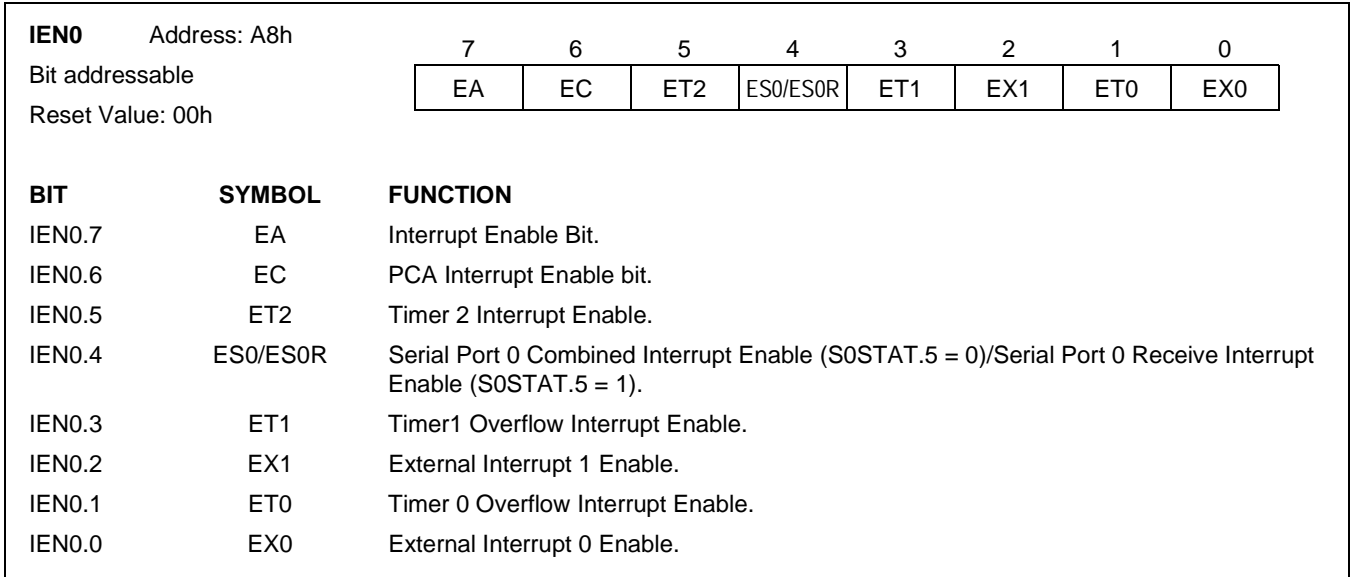 IEN0 Address: A8h
7 6 5 4 3 2 1 0
Bit addressable
EA EC ET2 ES0/ES0R ET1 EX1 ET0 EX0
Reset Value: 00h
BIT SYMBOL FUNCTION
IEN0.7 EA Interrupt Enable Bit.
IEN0.6 EC PCA Interrupt Enable bit.
IEN0.5 ET2 Timer 2 Interrupt Enable.
IEN0.4 ES0/ES0R Serial Port 0 Combined Interrupt Enable (S0STAT.5 = 0)/Serial Port 0 Receive Interrupt
Enable (S0STAT.5 = 1).
IEN0.3 ET1 Timer1 Overflow Interrupt Enable.
IEN0.2 EX1 External Interrupt 1 Enable.
IEN0.1 ET0 Timer 0 Overflow Interrupt Enable.
IEN0.0 EX0 External Interrupt 0 Enable.